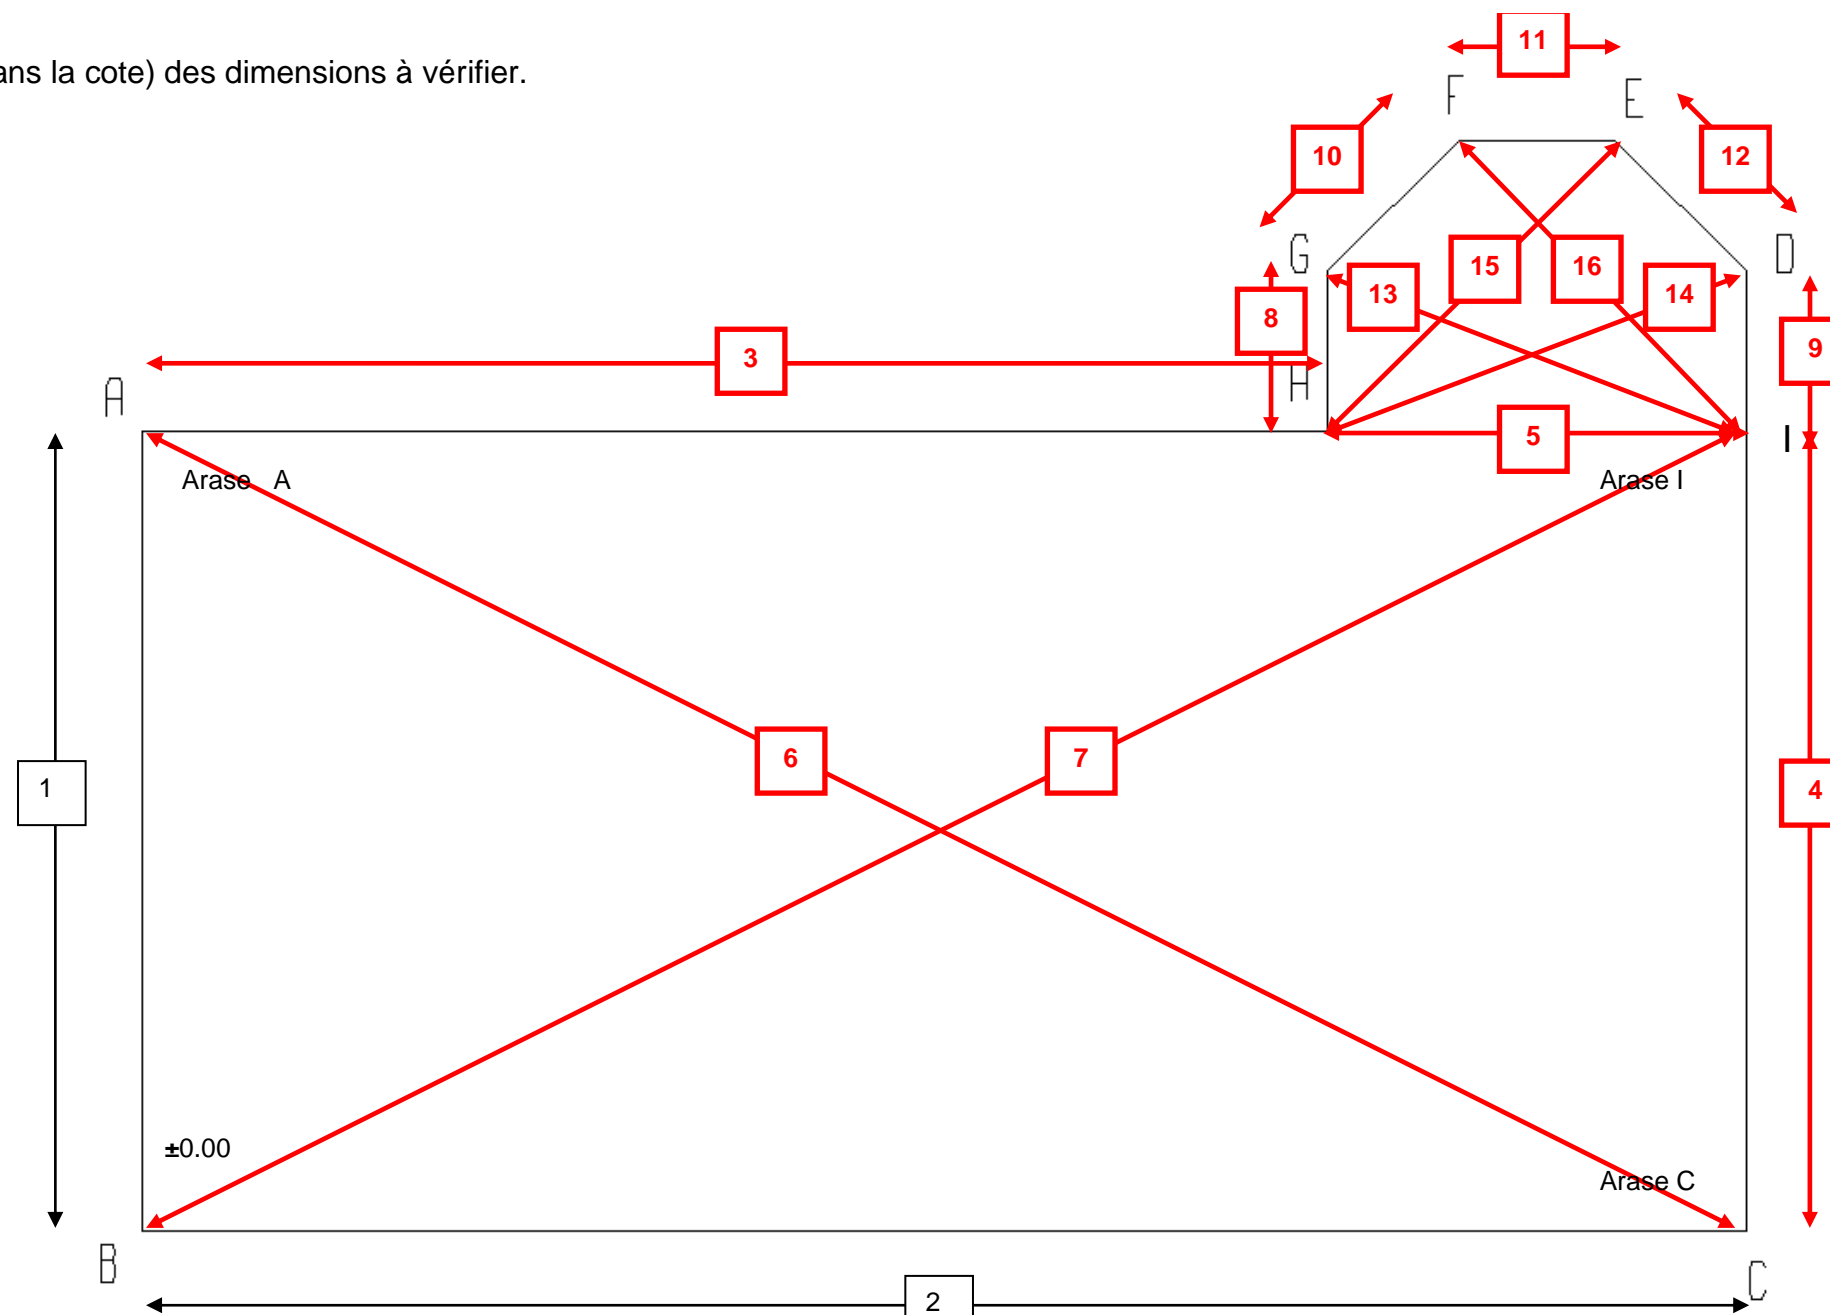 ans la cote) des dimensions à vérifier.
11
F
E
10
12
G
D
15
16
13
14
8
9
3
H
A
5
I
Arase A
Arase I
6
7
1
4
±0.00
Arase C
B
C
2